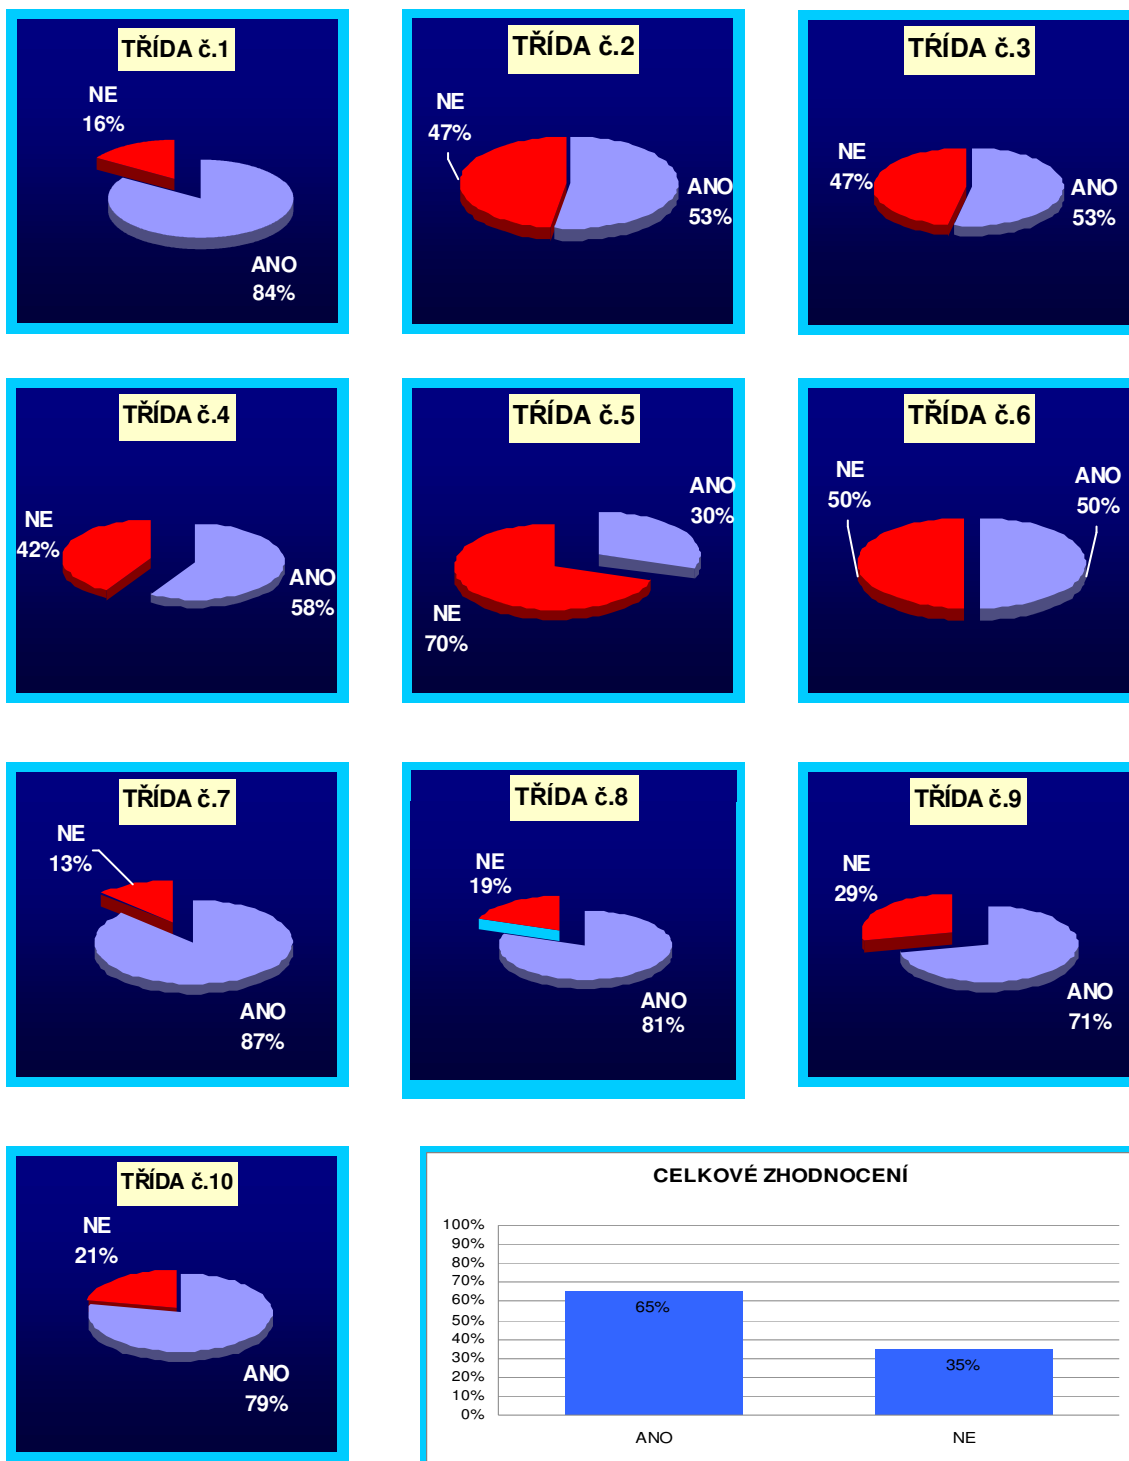 TŘÍDA č.1
NE
16%
ANO
84%
TŘÍDA č.2
NE
47%
ANO
53%
TŘÍDA č.3
NE
47%
ANO
53%
TŘÍDA č.4
NE
42%
ANO
58%
TŘÍDA č.5
ANO
30%
NE
70%
TŘÍDA č.6
NE
50%
ANO
50%
TŘÍDA č.7
NE
13%
ANO
87%
TŘÍDA č.8
NE
19%
ANO
81%
TŘÍDA č.9
NE
29%
ANO
71%
TŘÍDA č.10
NE
21%
ANO
79%
CELKOVÉ ZHODNOCENÍ
100%
90%
80%
70%
60%
50%
40%
30%
20%
10%
0%
65%
35%
ANO
NE